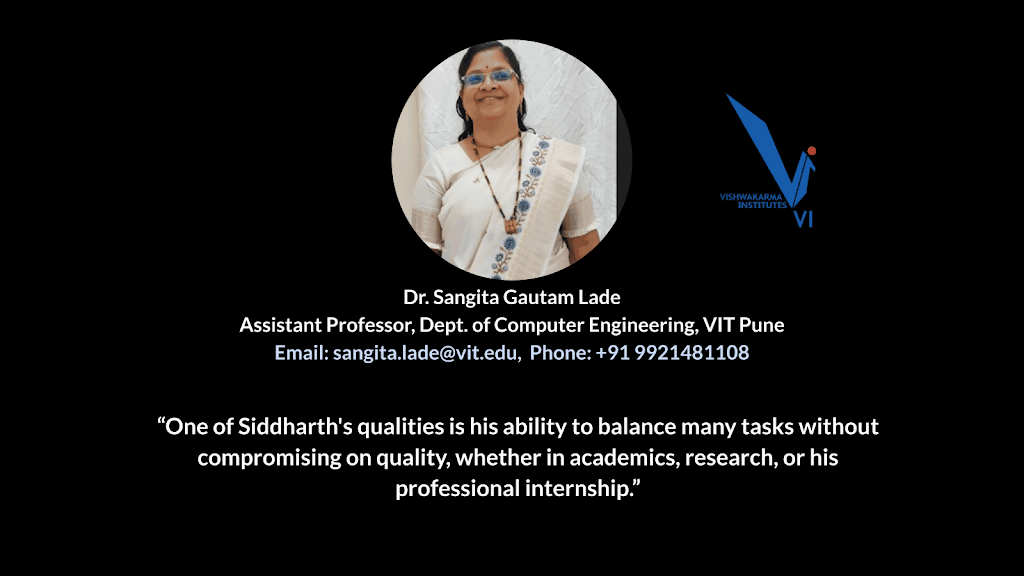 VISHWAKARMA
INSTITUTES
VI
Dr. Sangita Gautam Lade
Assistant Professor, Dept. of Computer Engineering, VIT Pune
Email: sangita.lade@vit.edu,  Phone: +91 9921481108
“One of Siddharth's qualities is his ability to balance many tasks without
compromising on quality, whether in academics, research, or his
professional internship.”